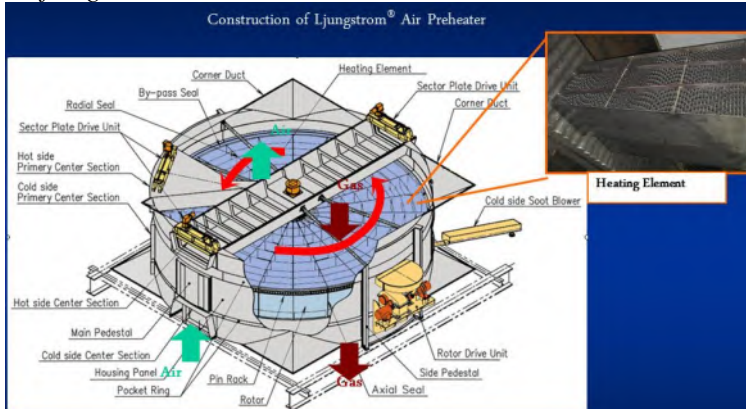 Construction of Ljungstrom® Air Preheater
Heating Element
Corner Duct
Sector Plate Drive Unit
By-pass Seal
Corner Duct
Radial Seal
Air
Sector Plate Drive Unit
Hot side
Primary Center Section
Gas
Cold side
Primary Center Section
Heating Element
Cold side Soot Blower
Hot side Center Section
Main Pedestal
Cold side Center Section
Rotor Drive Unit
Housing Panel
Air
Pin Rack
Side Pedestal
Pocket Ring
Rotor
Gas
Axial Seal